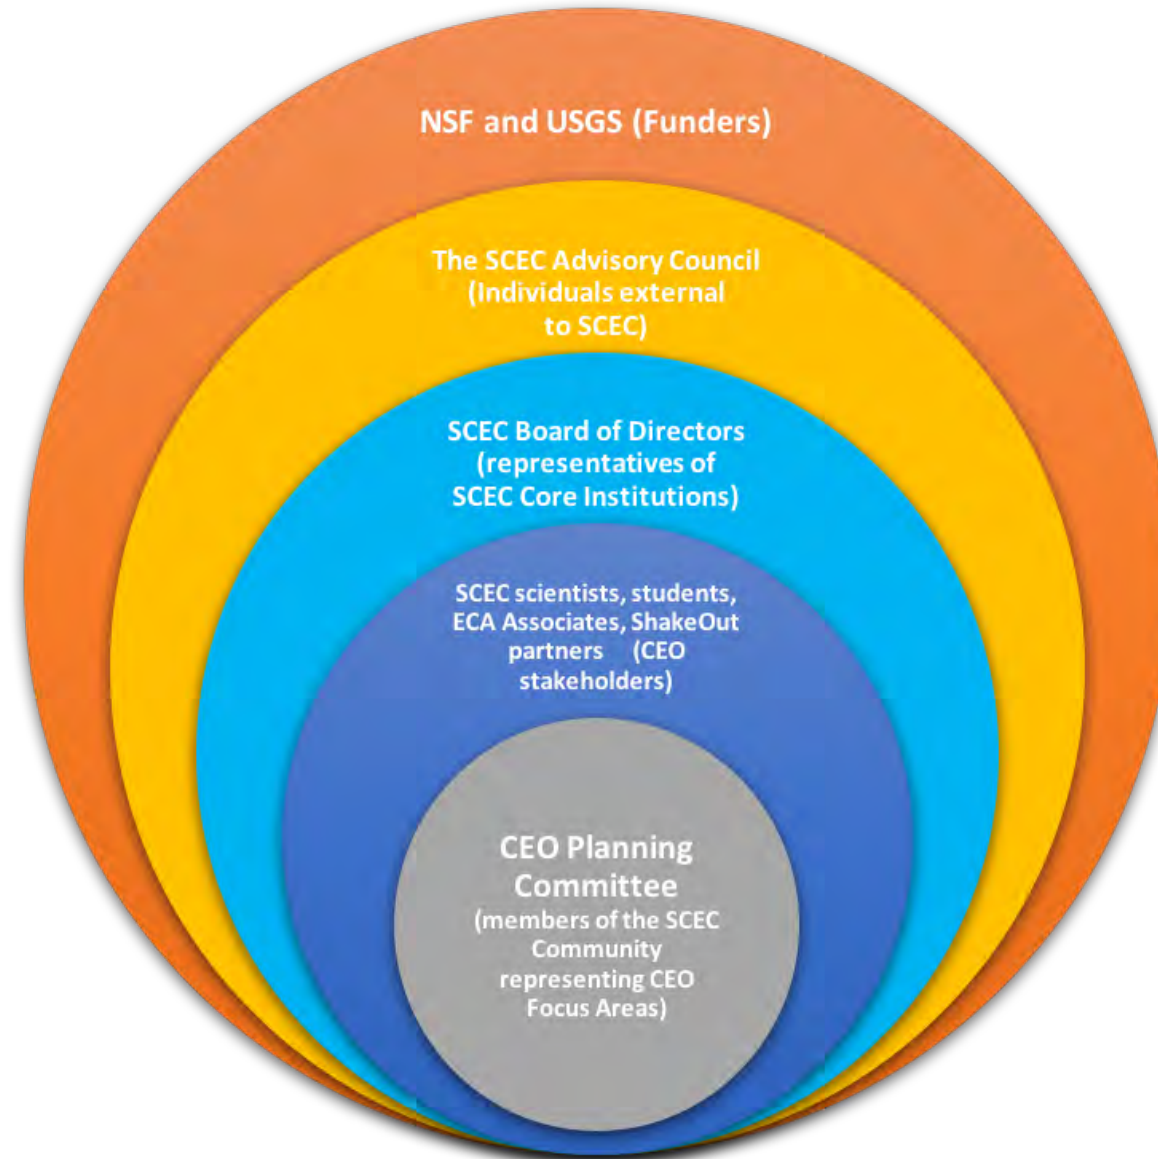 NSF and USGS (Funders)
The SCEC Advisory Council
(Individuals external
to SCEC)
SCEC Board of Directors
(representatives of
SCEC Core Institutions)
SCEC scientists, students,
ECA Associates, ShakeOut
partners (CEO
stakeholders)
CEO Planning
Committee
(members of the SCEC
Community
representing CEO
Focus Areas)